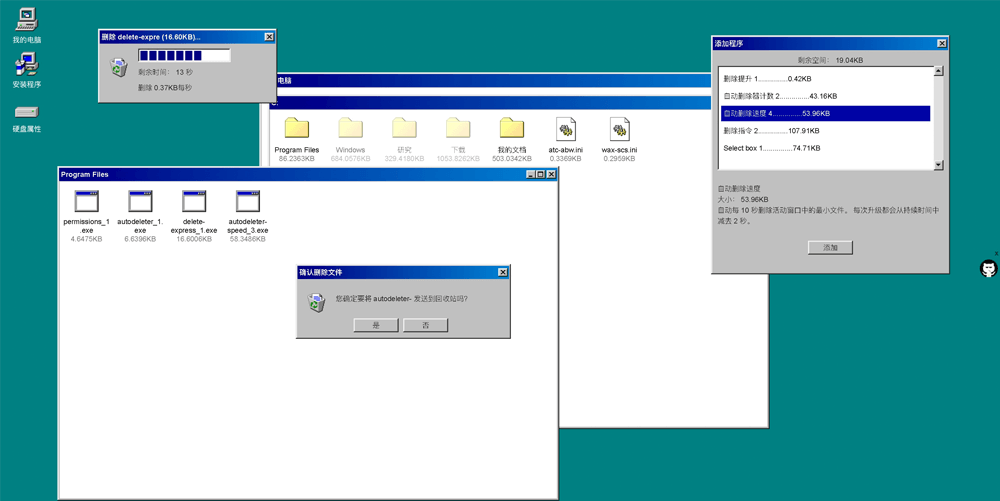 我的电脑
安装程序
硬盘属性
删除 delete-expre (16.60KB)...
剩余时间: 13 秒
删除 0.37KB每秒
电脑
C:
Program Files
86.2363KB
Windows
684.0576KB
研究
329.4180KB
下载
1053.8262KB
我的文档
503.0342KB
atc-abw.ini
0.3369KB
wax-scs.ini
0.2959KB
Program Files
permissions_1
.exe
4.6475KB
autodeleter_1.
exe
6.6396KB
delete-
express_1.exe
16.6006KB
autodeleter-
speed_3.exe
58.3486KB
确认删除文件
您确定要将 autodeleter- 发送到回收站吗?
是
否
添加程序
剩余空间: 19.04KB
删除提升 1..............0.42KB
自动删除器计数 2..............43.16KB
自动删除速度 4..............53.96KB
删除指令 2..............107.91KB
Select box 1..............74.71KB
自动删除速度
大小: 53.96KB
自动每 10 秒删除活动窗口中的最小文件。 每次升级都会从持续时间中
减去 2 秒。
添加